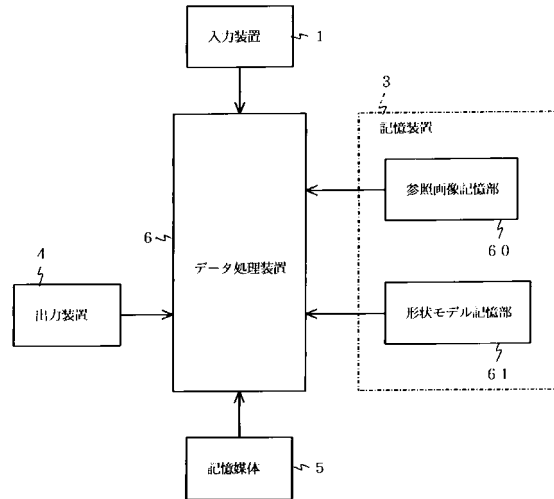 入力装置
1
3
記憶装置
参照画像記憶部
60
6
データ処理装置
4
出力装置
形状モデル記憶部
61
記憶媒体
5